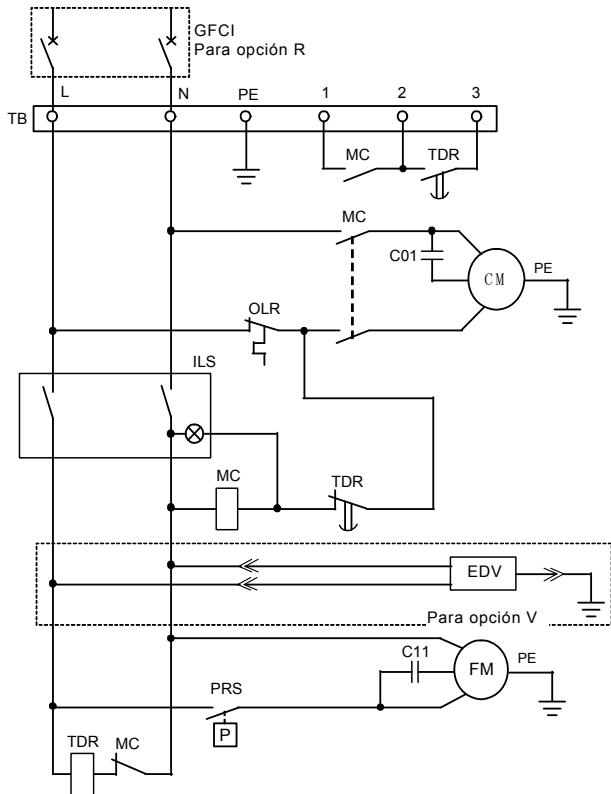 GFCI
Para opción R
L
N
PE
1
2
3
TB
MC
TDR
MC
C01
CM
PE
OLR
ILS
MC
TDR
EDV
Para opción V
C11
FM
PE
PRS
P
TDR
MC